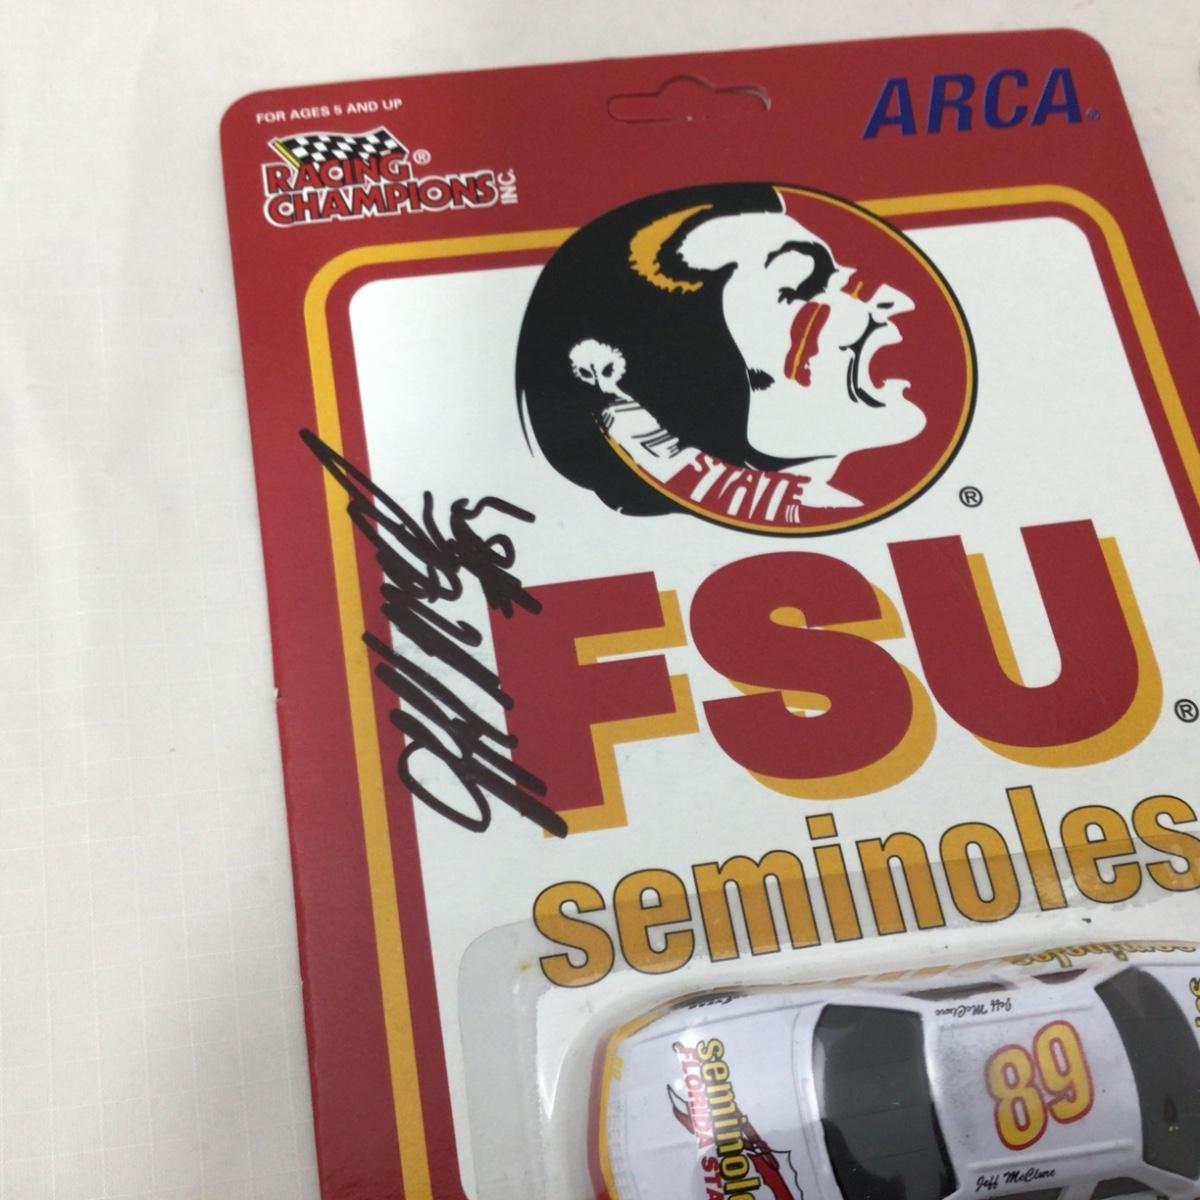 FOR AGES 5 AND UP
RACING®
CHAMPIONS INC.
ARCA®
STATE
®
FSU®
seminoles
seminoles
Jeff McClure
89
Jeff McClure
seminol
FLORIDA STA